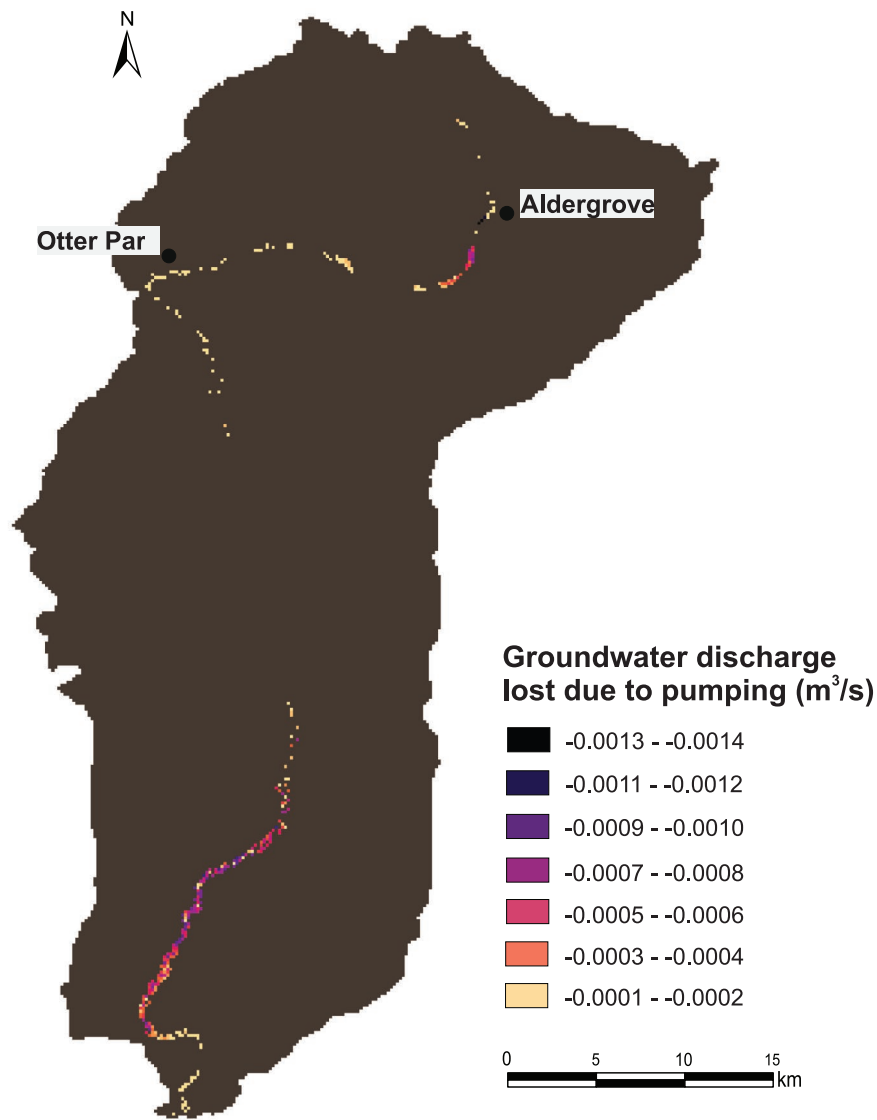 N
Aldergrove
Otter Par
Groundwater discharge
lost due to pumping (m³/s)
-0.0013 - -0.0014
-0.0011 - -0.0012
-0.0009 - -0.0010
-0.0007 - -0.0008
-0.0005 - -0.0006
-0.0003 - -0.0004
-0.0001 - -0.0002
0 5 10 15
km